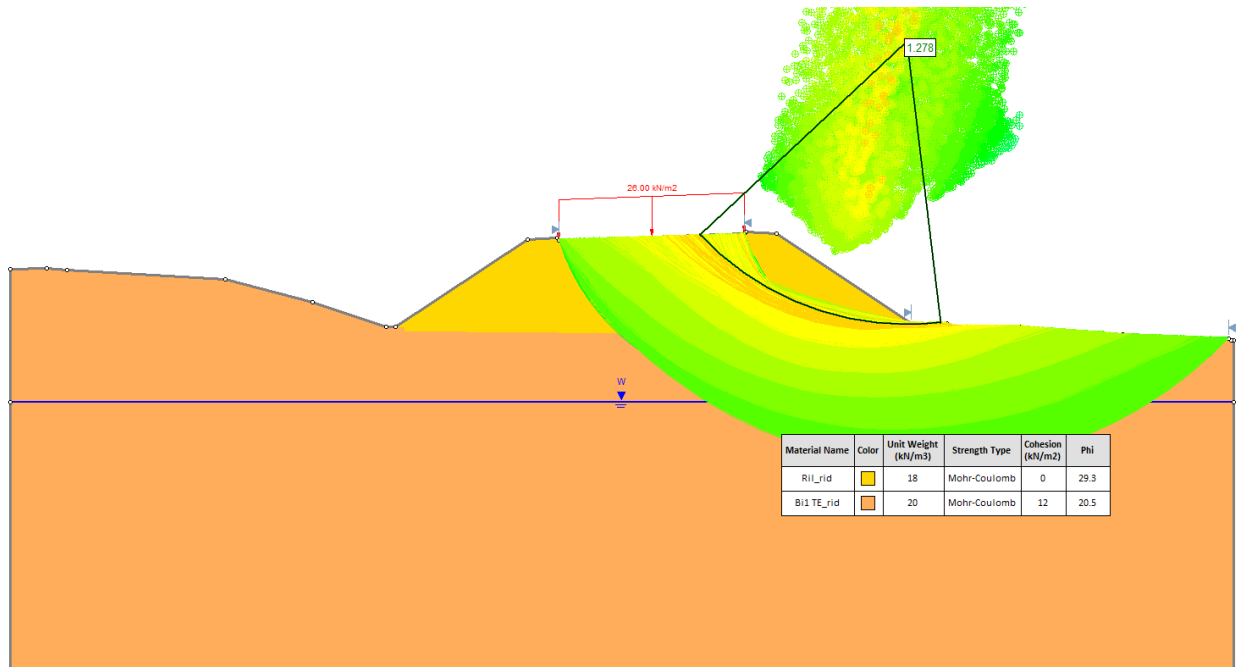 1.278
26.00 kN/m2
W
Material Name Color Unit Weight (kN/m3) Strength Type Cohesion (kN/m2) Phi
Ril_rid 18 Mohr-Coulomb 0 29.3
Bi1 TE_rid 20 Mohr-Coulomb 12 20.5